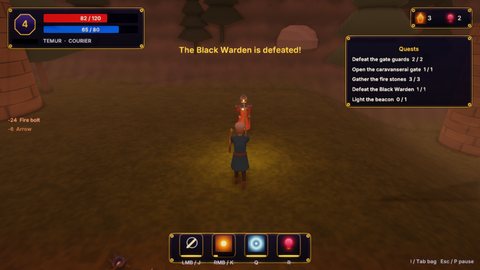 4
82 / 120
65 / 80
TEMUR · COURIER
3
2
The Black Warden is defeated!
Quests
Defeat the gate guards 2 / 2
Open the caravanserai gate 1 / 1
Gather the fire stones 3 / 3
Defeat the Black Warden 1 / 1
Light the beacon 0 / 1
-24 Fire bolt
-8 Arrow
LMB / J
RMB / K
Q
R
I / Tab bag Esc / P pause